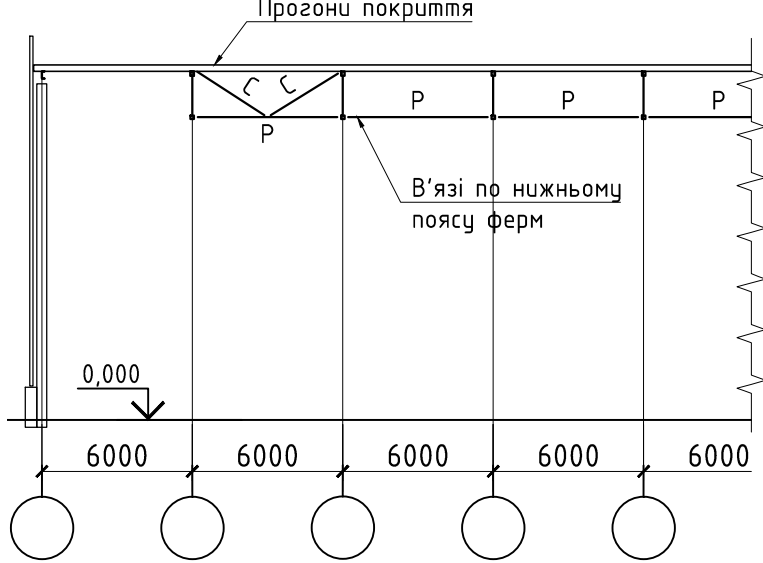 Прогони покриття
С С
Р Р Р
Р
В'язі по нижньому
поясу ферм
0,000
6000 6000 6000 6000 6000